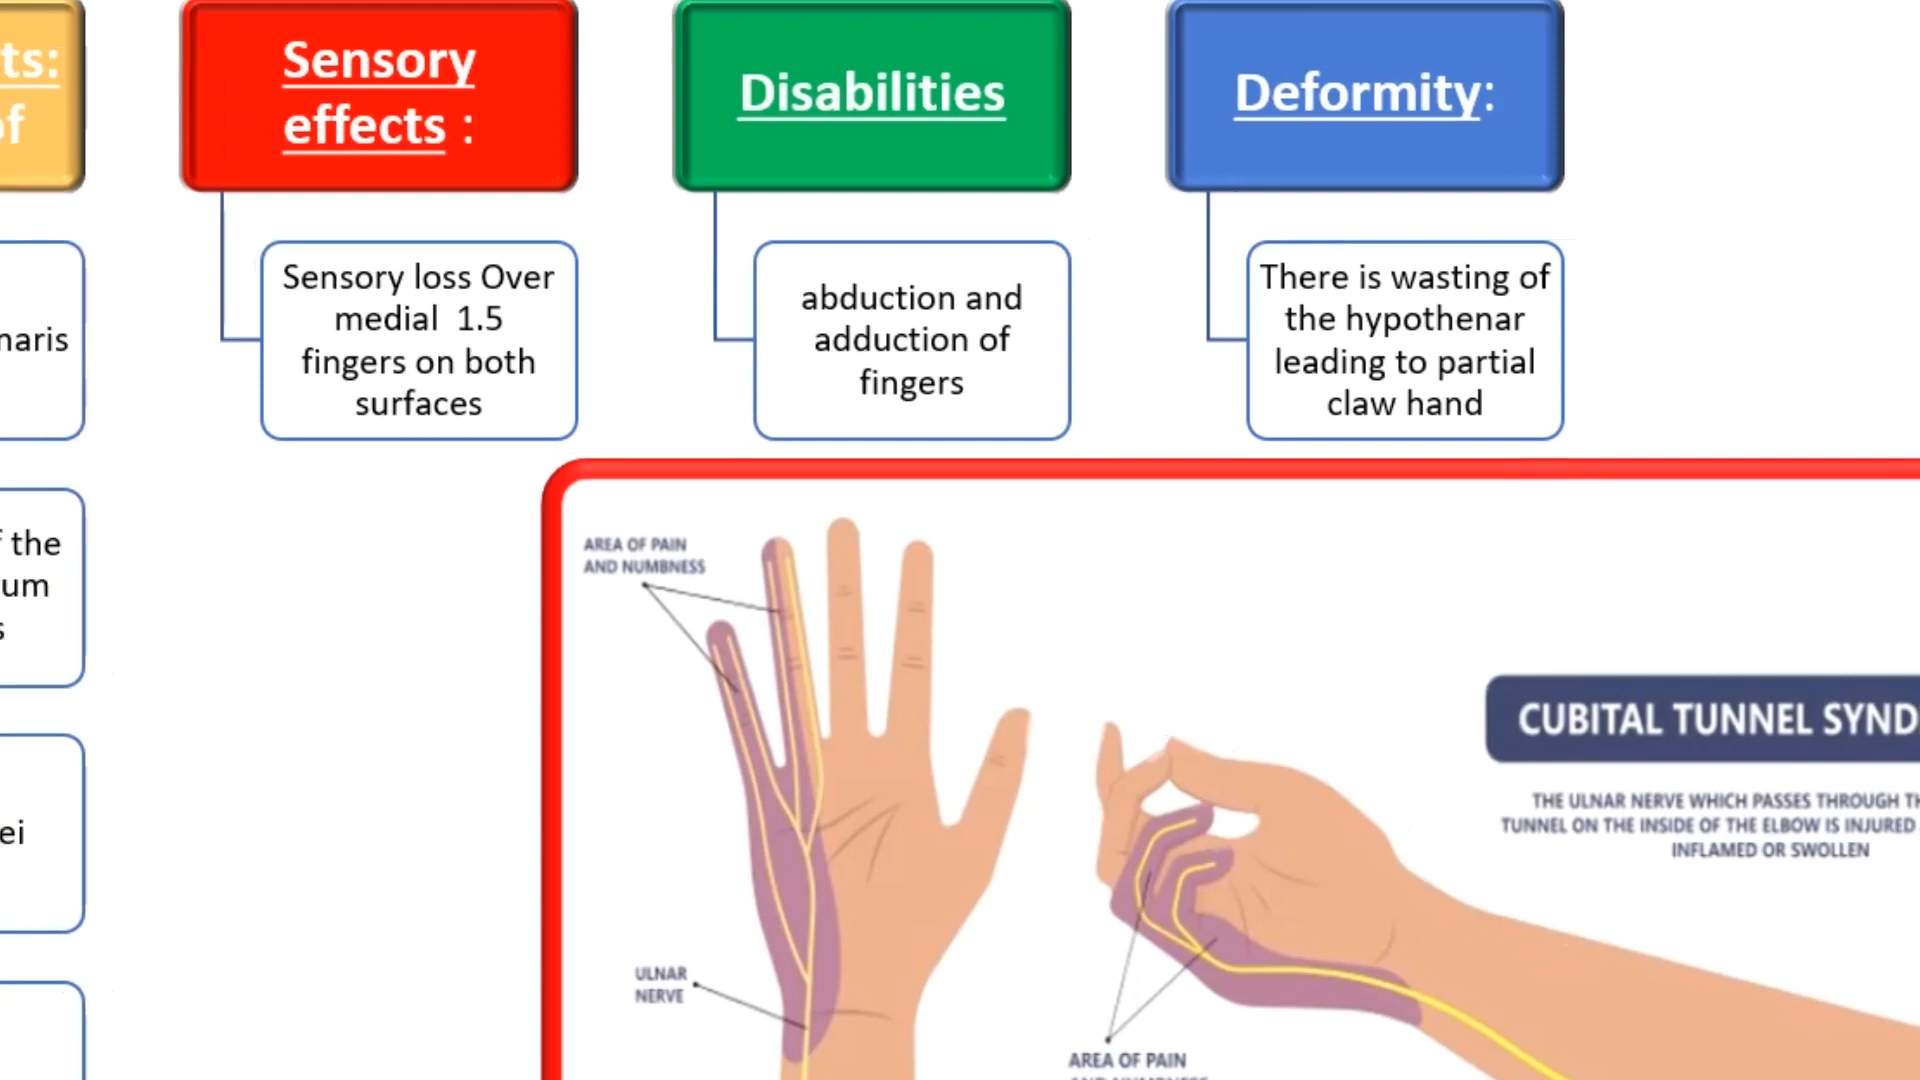 ts:
of
Sensory
effects :
Disabilities
Deformity:
naris
f the
um
s
ei
Sensory loss Over
medial 1.5
fingers on both
surfaces
abduction and
adduction of
fingers
There is wasting of
the hypothenar
leading to partial
claw hand
AREA OF PAIN
AND NUMBNESS
ULNAR
NERVE
CUBITAL TUNNEL SYND
THE ULNAR NERVE WHICH PASSES THROUGH TH
TUNNEL ON THE INSIDE OF THE ELBOW IS INJURED
INFLAMED OR SWOLLEN
AREA OF PAIN